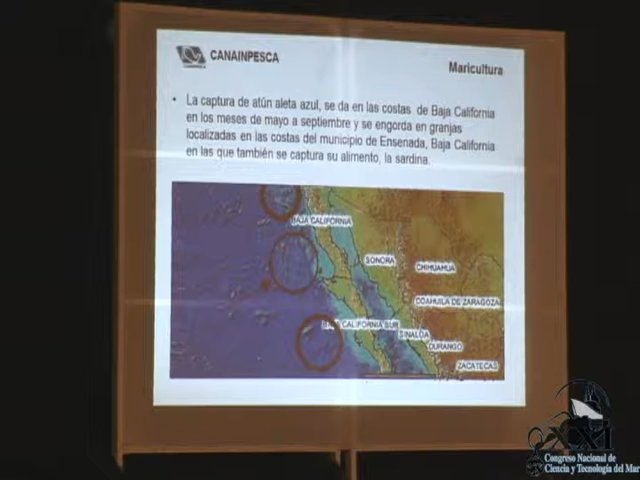 CANAINPESCA
Maricultura
• La captura de atún aleta azul, se da en las costas de Baja California
en los meses de mayo a septiembre y se engorda en granjas
localizadas en las costas del municipio de Ensenada, Baja California
en las que también se captura su alimento, la sardina.
BAJA CALIFORNIA
SONORA
CHIHUAHUA
COAHUILA DE ZARAGOZA
BAJA CALIFORNIA SUR
SINALOA
DURANGO
ZACATECAS
XXI
Congreso Nacional de
Ciencia y Tecnología del Mar